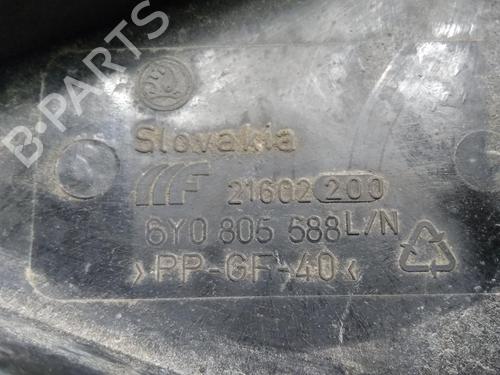 B-PARTS
Slovakia
21602 200
6Y0 805 588 L/N
>PP-GF-40<